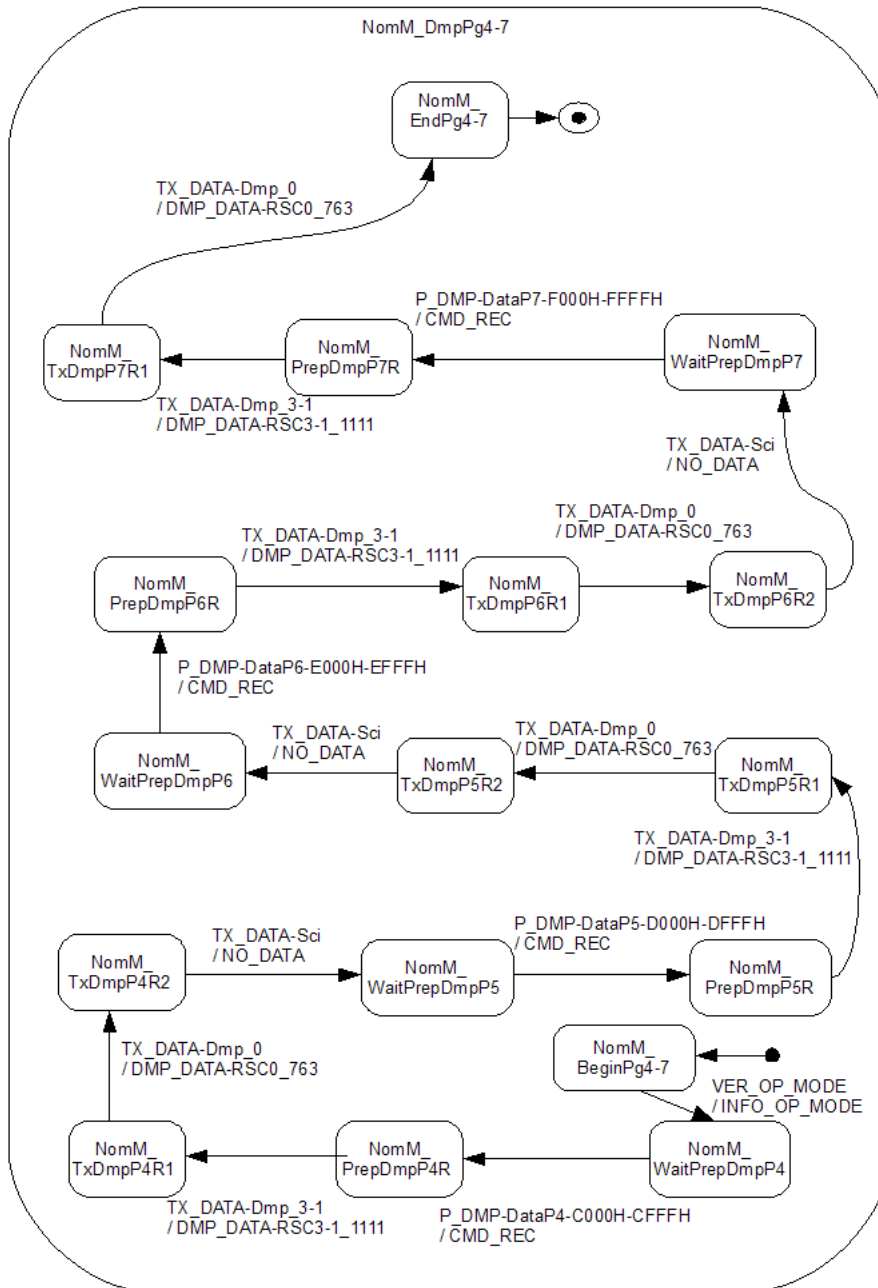 NomM_DmpPg4-7
NomM_
EndPg4-7
TX_DATA-Dmp_0
/ DMP_DATA-RSC0_763
P_DMP-DataP7-F000H-FFFFH
/ CMD_REC
NomM_
TxDmpP7R1
NomM_
PrepDmpP7R
NomM_
WaitPrepDmpP7
TX_DATA-Dmp_3-1
/ DMP_DATA-RSC3-1_1111
TX_DATA-Sci
/ NO_DATA
TX_DATA-Dmp_3-1
/ DMP_DATA-RSC3-1_1111
TX_DATA-Dmp_0
/ DMP_DATA-RSC0_763
NomM_
PrepDmpP6R
NomM_
TxDmpP6R1
NomM_
TxDmpP6R2
P_DMP-DataP6-E000H-EFFFH
/ CMD_REC
TX_DATA-Sci
/ NO_DATA
TX_DATA-Dmp_0
/ DMP_DATA-RSC0_763
NomM_
WaitPrepDmpP6
NomM_
TxDmpP5R2
NomM_
TxDmpP5R1
TX_DATA-Dmp_3-1
/ DMP_DATA-RSC3-1_1111
TX_DATA-Sci
/ NO_DATA
P_DMP-DataP5-D000H-DFFFH
/ CMD_REC
NomM_
TxDmpP4R2
NomM_
WaitPrepDmpP5
NomM_
PrepDmpP5R
TX_DATA-Dmp_0
/ DMP_DATA-RSC0_763
NomM_
BeginPg4-7
VER_OP_MODE
/ INFO_OP_MODE
NomM_
TxDmpP4R1
NomM_
PrepDmpP4R
NomM_
WaitPrepDmpP4
TX_DATA-Dmp_3-1
/ DMP_DATA-RSC3-1_1111
P_DMP-DataP4-C000H-CFFFH
/ CMD_REC